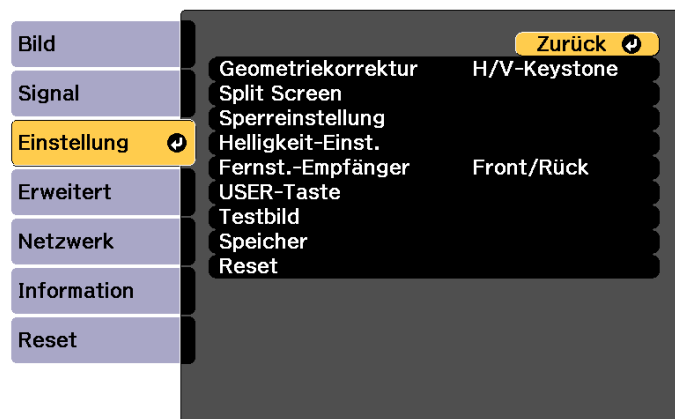 Bild
Signal
Einstellung
Erweitert
Netzwerk
Information
Reset
Zurück
Geometriekorrektur H/V-Keystone
Split Screen
Sperreinstellung
Helligkeit-Einst.
Fernst.-Empfänger Front/Rück
USER-Taste
Testbild
Speicher
Reset